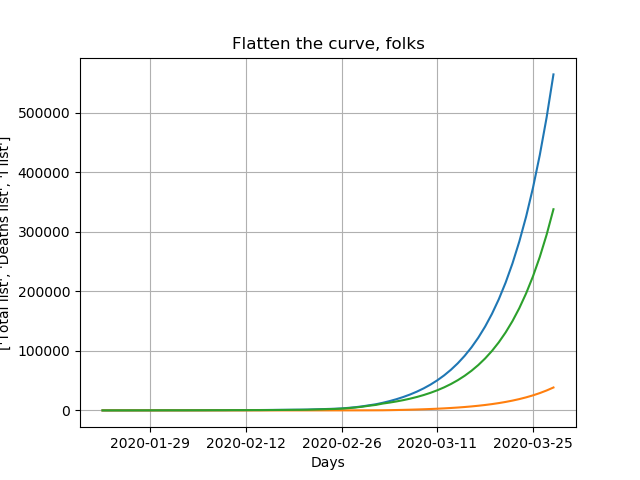 Flatten the curve, folks
['Total list', 'Deaths list', 'I list']
500000
400000
300000
200000
100000
0
2020-01-29 2020-02-12 2020-02-26 2020-03-11 2020-03-25
Days